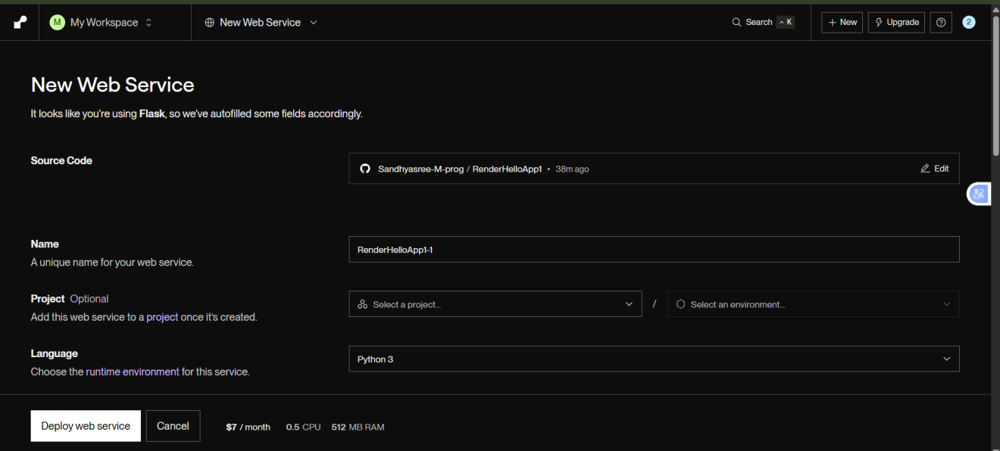 M My Workspace New Web Service Search ^ K + New Upgrade 2
New Web Service
It looks like you're using Flask, so we've autofilled some fields accordingly.
Source Code
Sandhyasree-M-prog / RenderHelloApp1 • 38m ago Edit
Name
A unique name for your web service.
RenderHelloApp1-1
Project Optional
Add this web service to a project once it's created.
Select a project... / Select an environment...
Language
Choose the runtime environment for this service.
Python 3
Deploy web service Cancel $7 / month 0.5 CPU 512 MB RAM